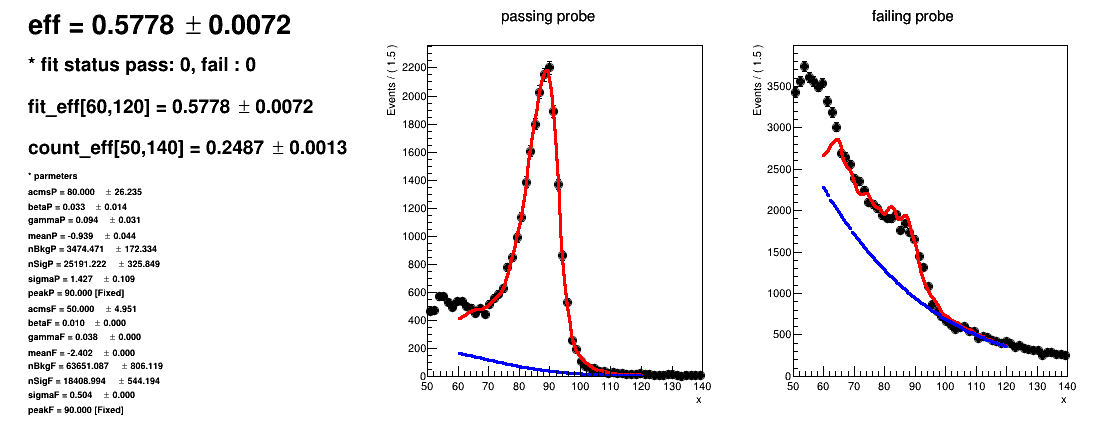 eff = 0.5778 ± 0.0072
* fit status pass: 0, fail : 0
fit_eff[60,120] = 0.5778 ± 0.0072
count_eff[50,140] = 0.2487 ± 0.0013
* parmeters
acmsP = 80.000 ± 26.235
betaP = 0.033 ± 0.014
gammaP = 0.094 ± 0.031
meanP = -0.939 ± 0.044
nBkgP = 3474.471 ± 172.334
nSigP = 25191.222 ± 325.849
sigmaP = 1.427 ± 0.109
peakP = 90.000 [Fixed]
acmsF = 50.000 ± 4.951
betaF = 0.010 ± 0.000
gammaF = 0.038 ± 0.000
meanF = -2.402 ± 0.000
nBkgF = 63651.087 ± 806.119
nSigF = 18408.994 ± 544.194
sigmaF = 0.504 ± 0.000
peakF = 90.000 [Fixed]
passing probe
Events / ( 1.5 )
2200
2000
1800
1600
1400
1200
1000
800
600
400
200
0
50 60 70 80 90 100 110 120 130 140
x
failing probe
Events / ( 1.5 )
3500
3000
2500
2000
1500
1000
500
0
50 60 70 80 90 100 110 120 130 140
x